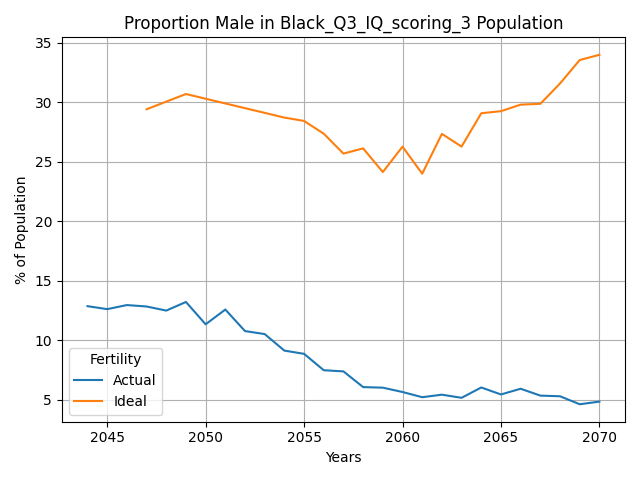 Proportion Male in Black_Q3_IQ_scoring_3 Population
35
30
25
20
15
10
5
% of Population
Fertility
Actual
Ideal
2045 2050 2055 2060 2065 2070
Years